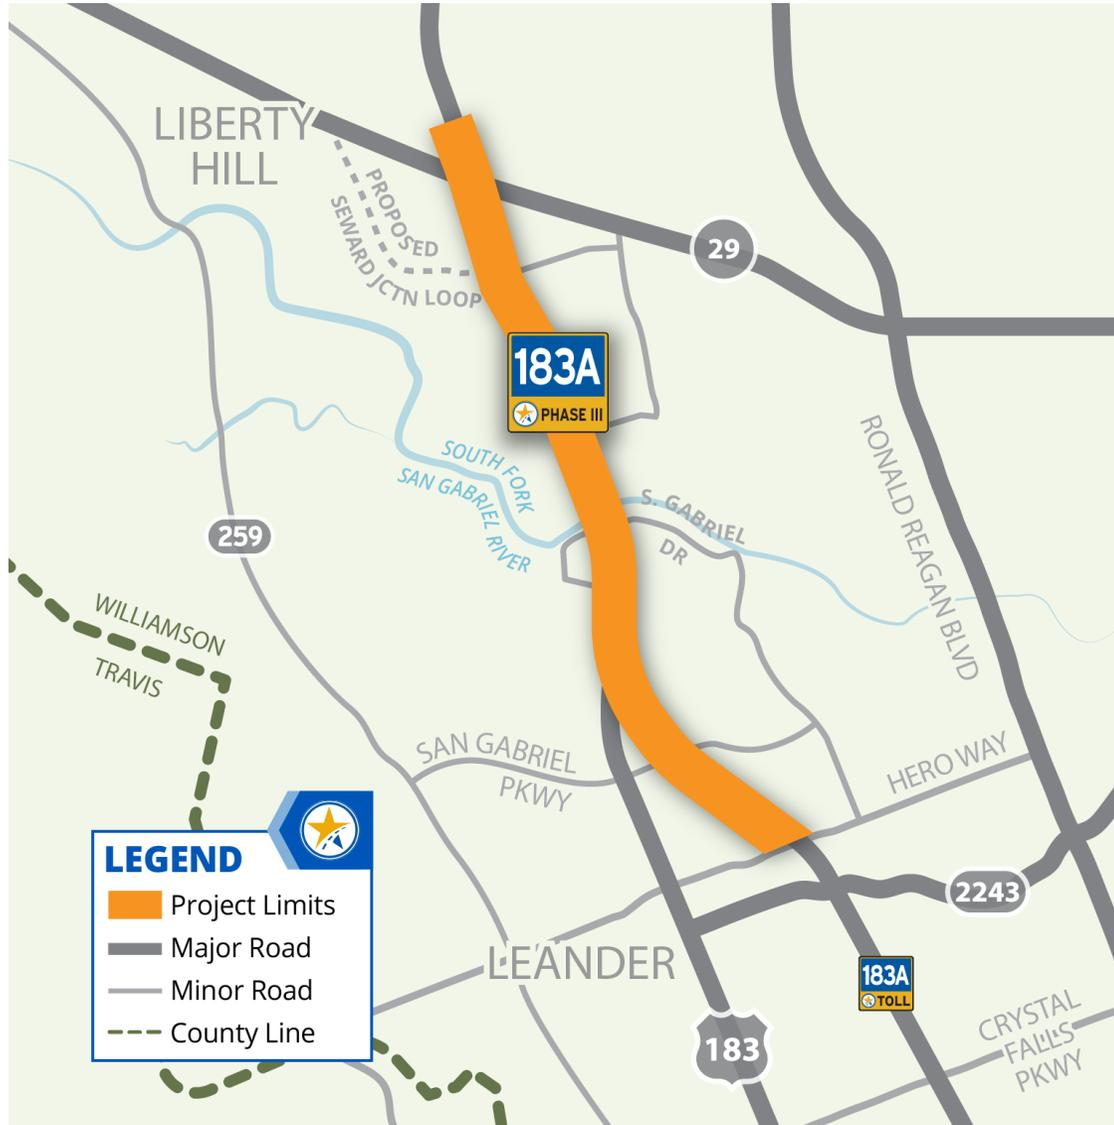 LIBERTY
HILL
PROPOSED
SEWARD JCTN LOOP
29
183A
PHASE III
SOUTH FORK
SAN GABRIEL RIVER
S. GABRIEL
DR
RONALD REAGAN BLVD
259
WILLIAMSON
TRAVIS
SAN GABRIEL
PKWY
HERO WAY
2243
LEANDER
183A
TOLL
183
CRYSTAL
FALLS
PKWY
LEGEND
Project Limits
Major Road
Minor Road
County Line